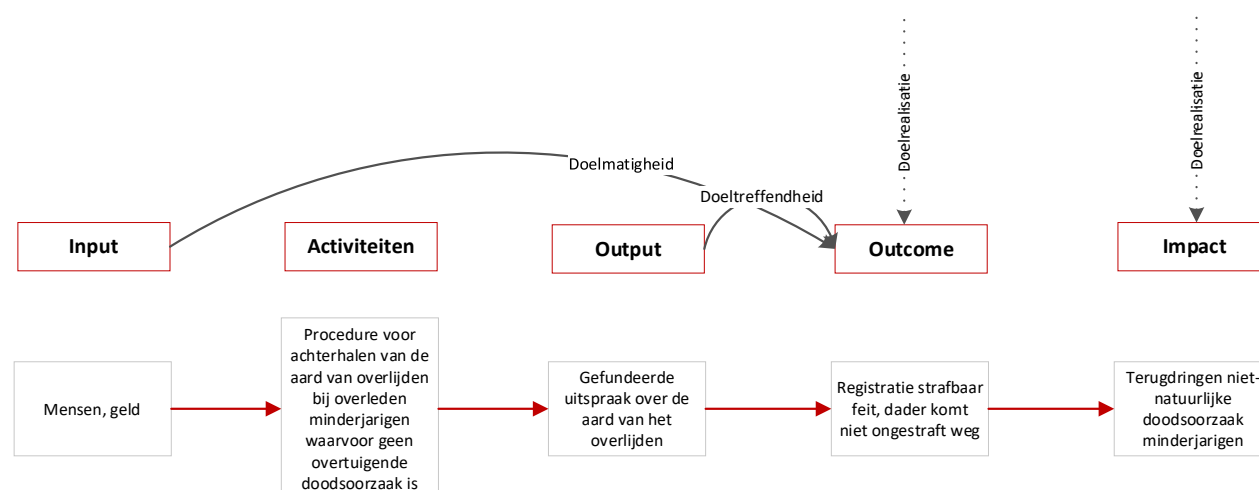 Doelrealisatie
Doelrealisatie
Doelmatigheid
Doeltreffendheid
Input
Activiteiten
Output
Outcome
Impact
Mensen, geld
Procedure voor
achterhalen van de
aard van overlijden
bij overleden
minderjarigen
waarvoor geen
overtuigende
doodsoorzaak is
Gefundeerde
uitspraak over de
aard van het
overlijden
Registratie strafbaar
feit, dader komt
niet ongestraft weg
Terugdringen niet-
natuurlijke
doodsoorzaak
minderjarigen